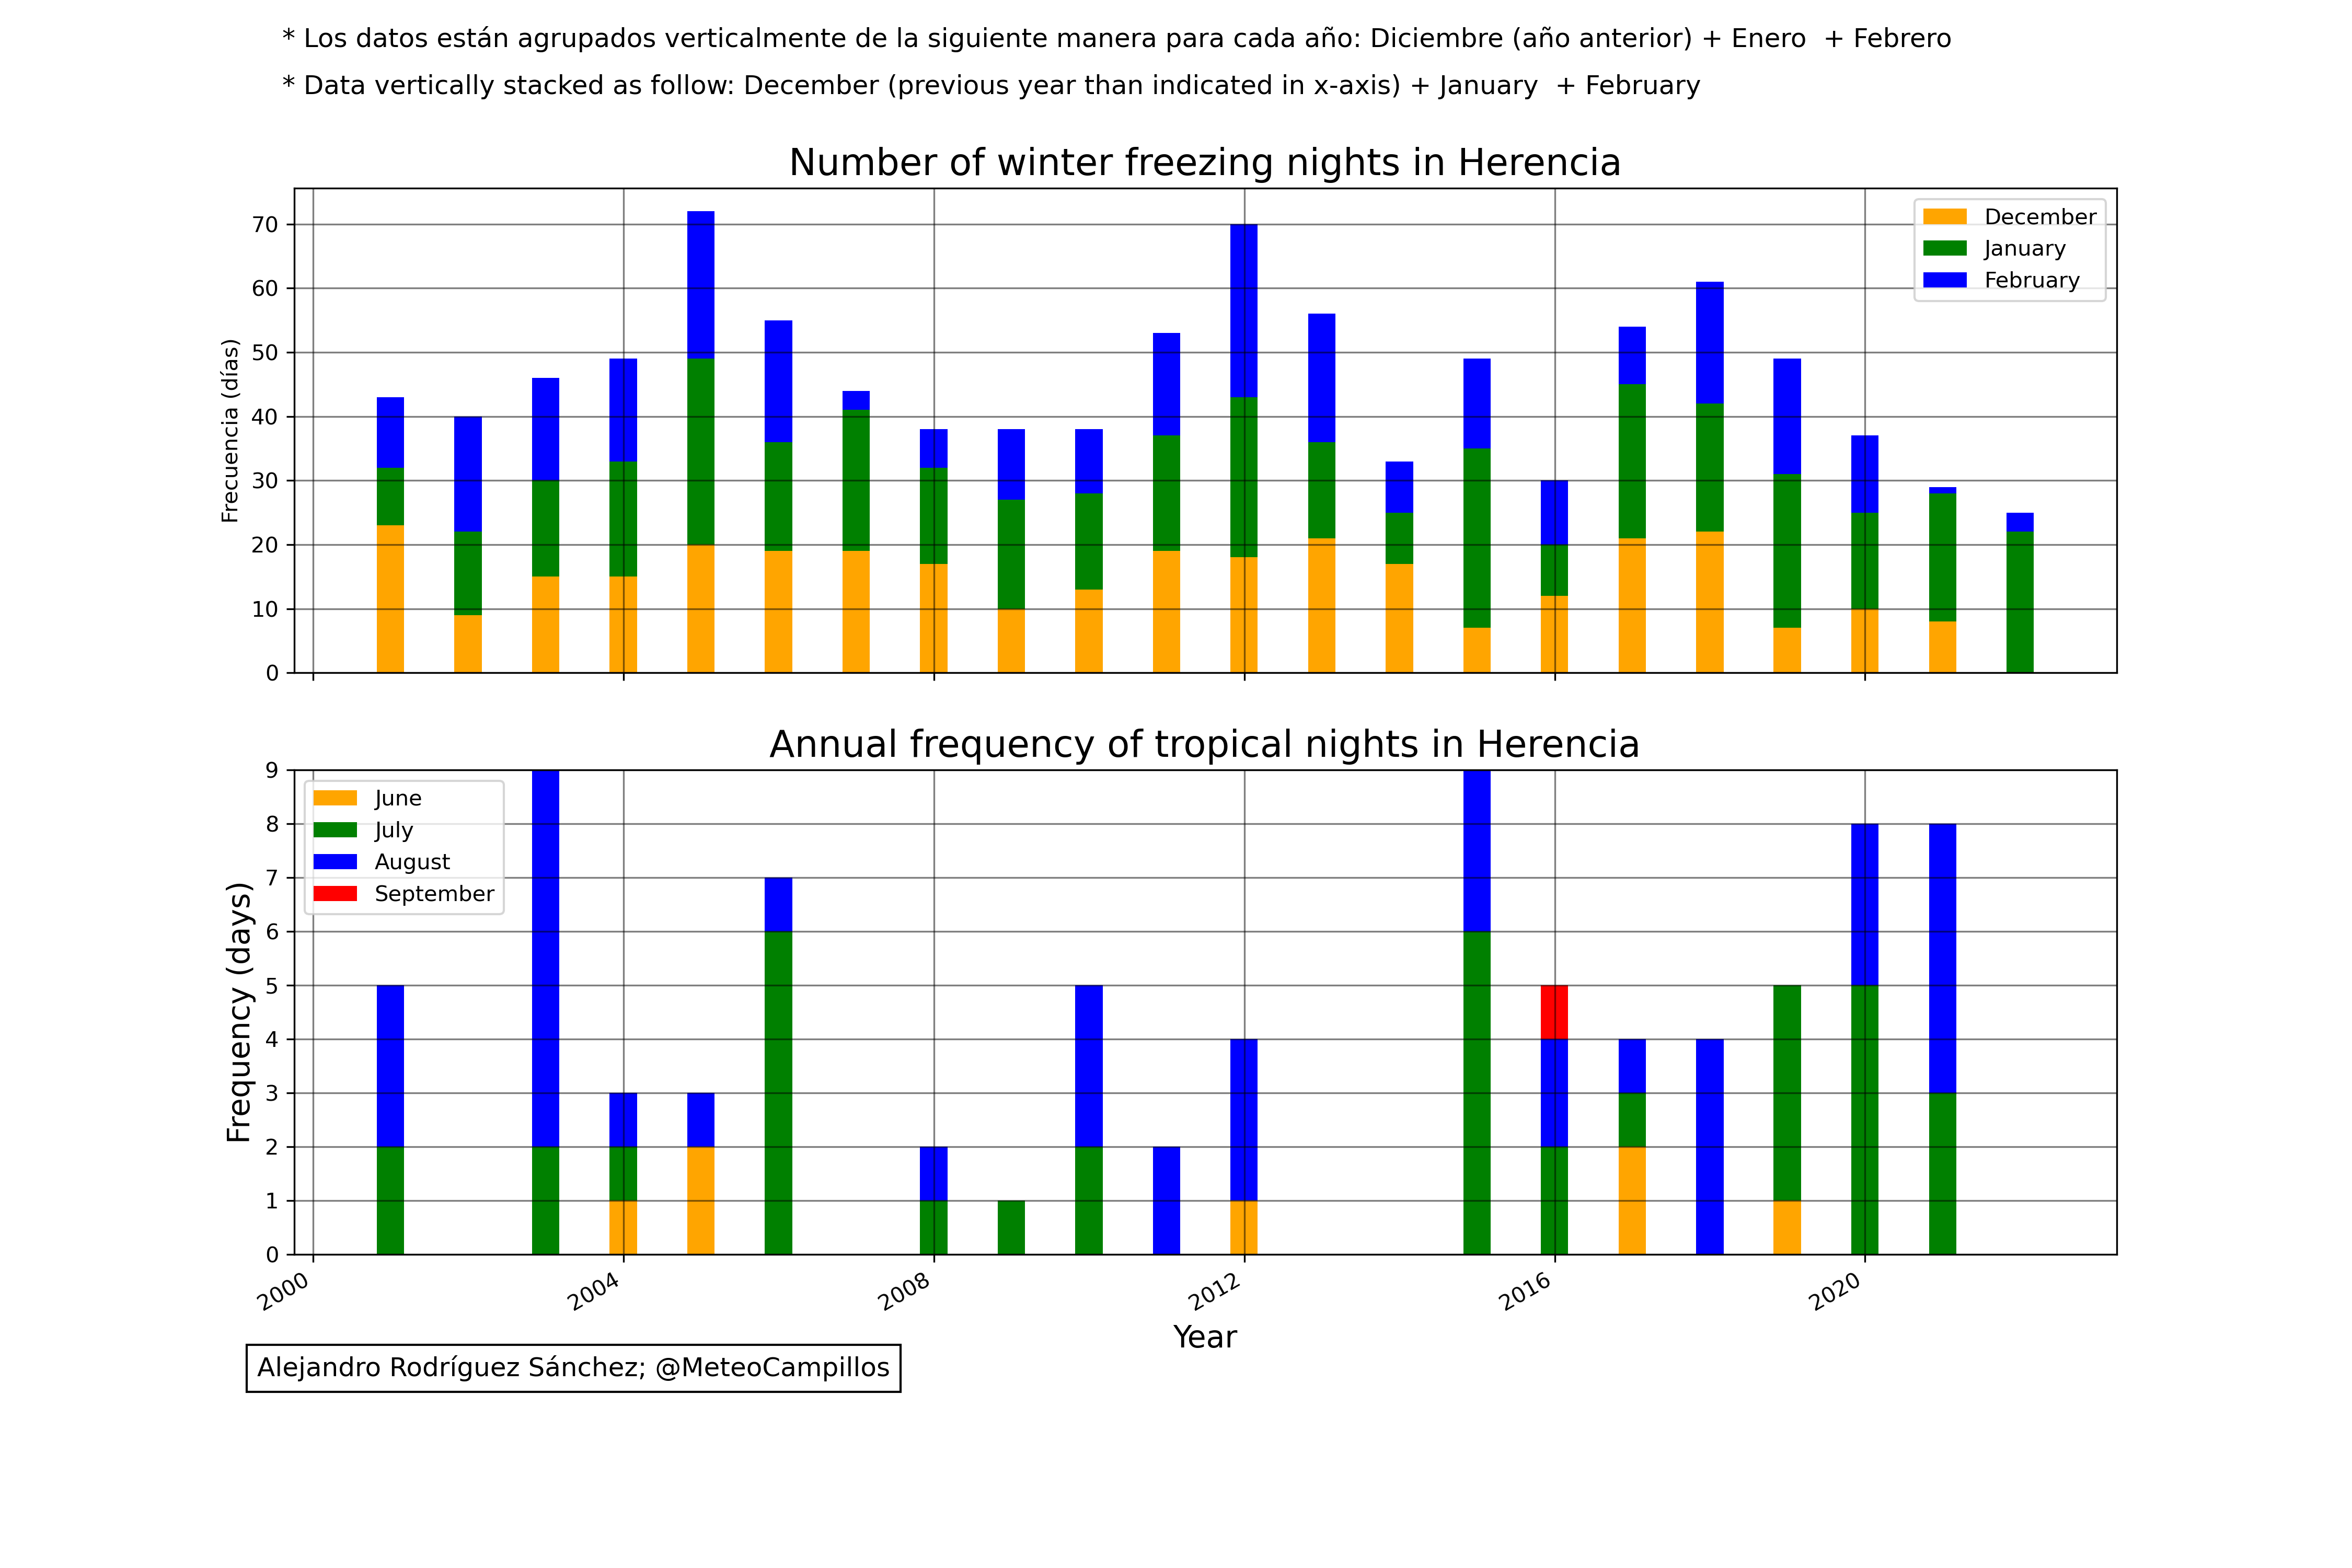 * Los datos están agrupados verticalmente de la siguiente manera para cada año: Diciembre (año anterior) + Enero  + Febrero
* Data vertically stacked as follow: December (previous year than indicated in x-axis) + January  + February
Number of winter freezing nights in Herencia
Frecuencia (días)
70
60
50
40
30
20
10
0
December
January
February
Annual frequency of tropical nights in Herencia
Frequency (days)
9
8
7
6
5
4
3
2
1
0
June
July
August
September
2000
2004
2008
2012
2016
2020
Year
Alejandro Rodríguez Sánchez; @MeteoCampillos